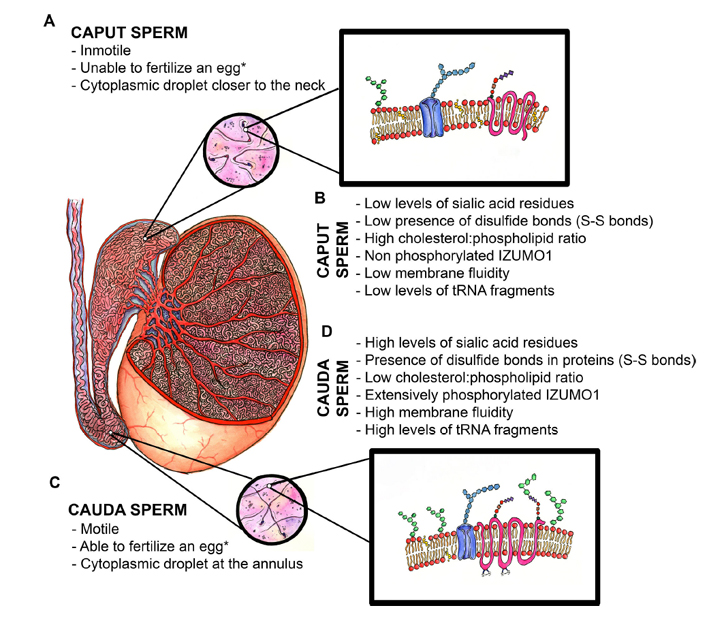 A
CAPUT SPERM
- Inmotile
- Unable to fertilize an egg*
- Cytoplasmic droplet closer to the neck
B
CAPUT
SPERM
- Low levels of sialic acid residues
- Low presence of disulfide bonds (S-S bonds)
- High cholesterol:phospholipid ratio
- Non phosphorylated IZUMO1
- Low membrane fluidity
- Low levels of tRNA fragments
D
CAUDA
SPERM
- High levels of sialic acid residues
- Presence of disulfide bonds in proteins (S-S bonds)
- Low cholesterol:phospholipid ratio
- Extensively phosphorylated IZUMO1
- High membrane fluidity
- High levels of tRNA fragments
C
CAUDA SPERM
- Motile
- Able to fertilize an egg*
- Cytoplasmic droplet at the annulus